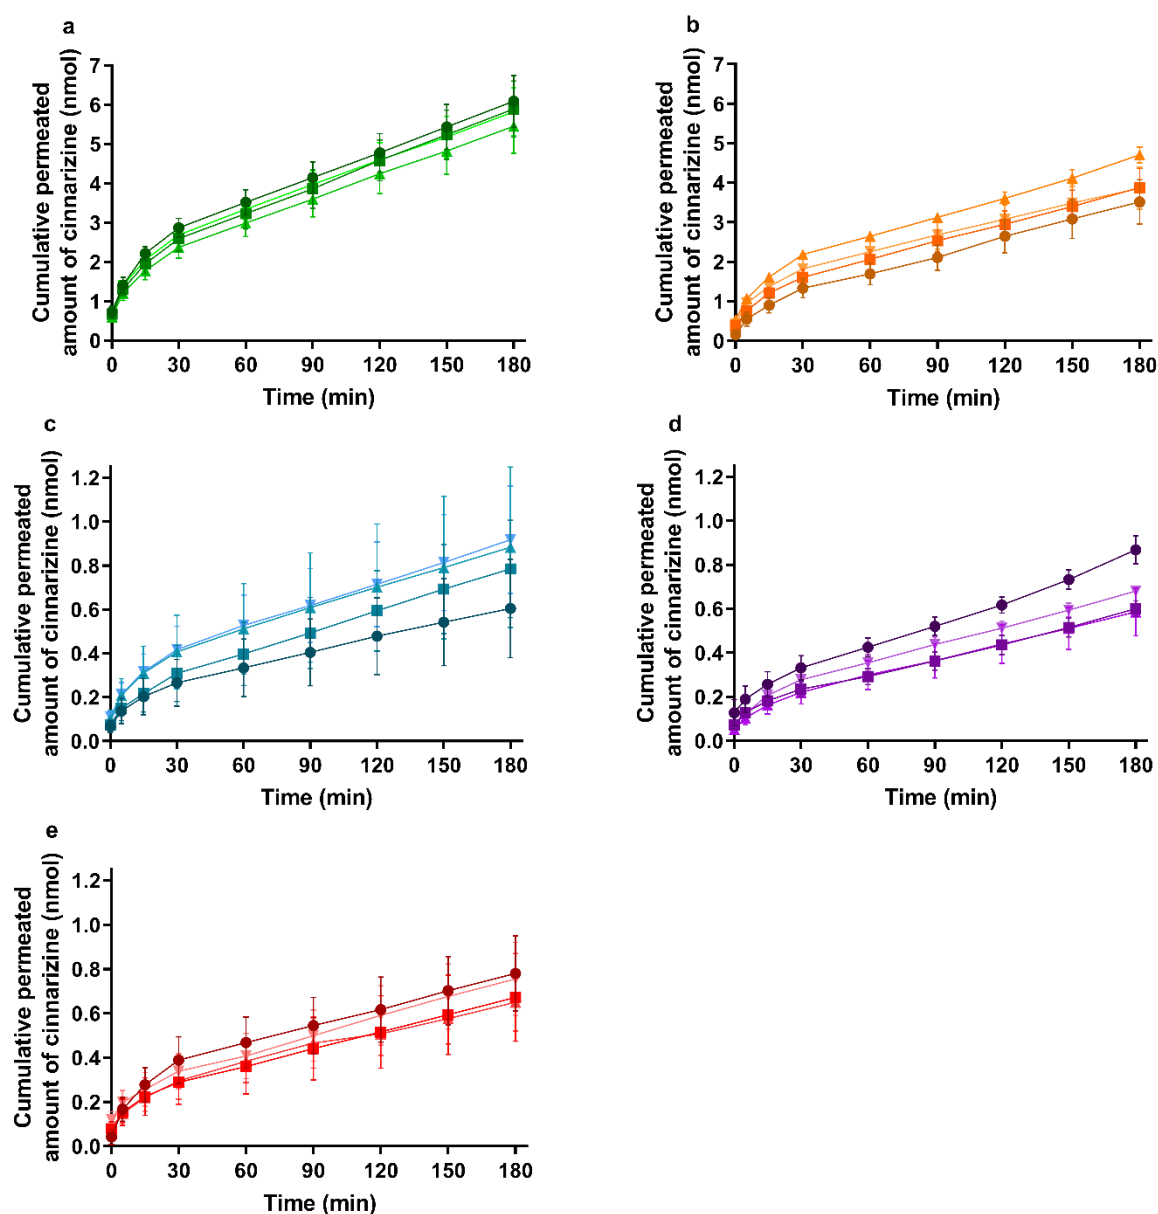 a
Cumulative permeated
amount of cinnarizine (nmol)
7
6
5
4
3
2
1
0
0 30 60 90 120 150 180
Time (min)
b
Cumulative permeated
amount of cinnarizine (nmol)
7
6
5
4
3
2
1
0
0 30 60 90 120 150 180
Time (min)
c
Cumulative permeated
amount of cinnarizine (nmol)
1.2
1.0
0.8
0.6
0.4
0.2
0.0
0 30 60 90 120 150 180
Time (min)
d
Cumulative permeated
amount of cinnarizine (nmol)
1.2
1.0
0.8
0.6
0.4
0.2
0.0
0 30 60 90 120 150 180
Time (min)
e
Cumulative permeated
amount of cinnarizine (nmol)
1.2
1.0
0.8
0.6
0.4
0.2
0.0
0 30 60 90 120 150 180
Time (min)